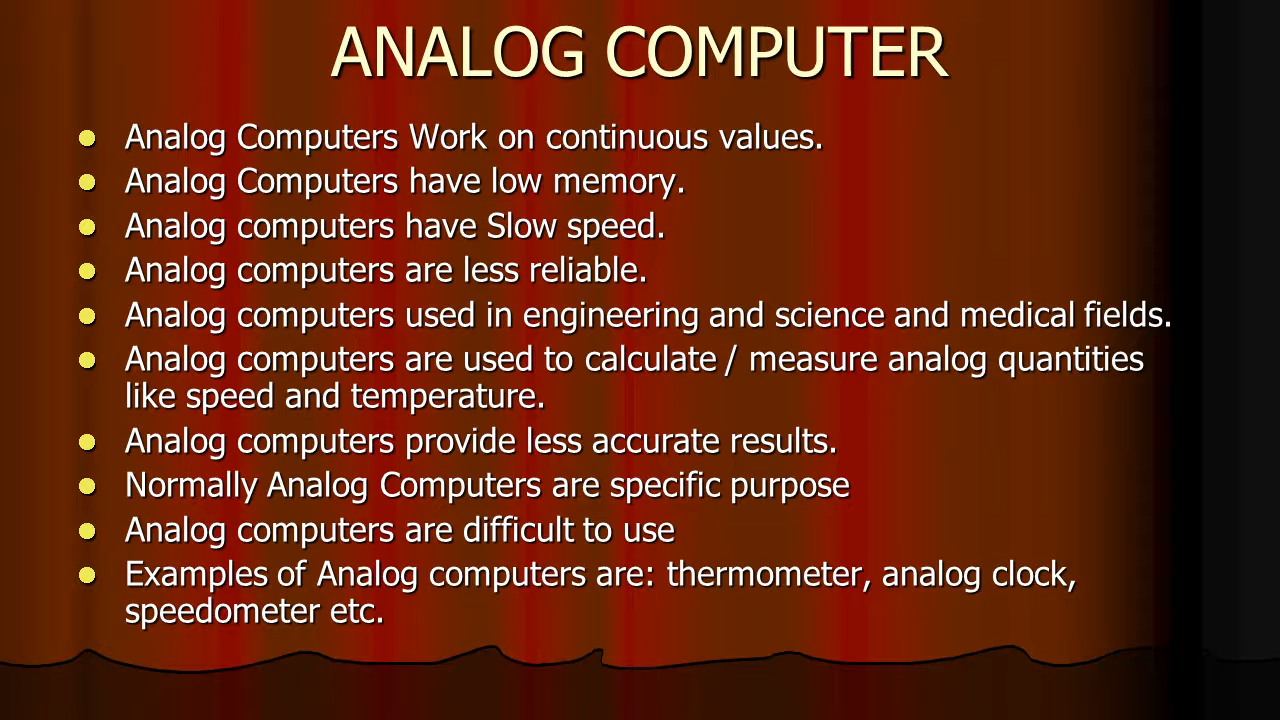 ANALOG COMPUTER
Analog Computers Work on continuous values.
Analog Computers have low memory.
Analog computers have Slow speed.
Analog computers are less reliable.
Analog computers used in engineering and science and medical fields.
Analog computers are used to calculate / measure analog quantities
like speed and temperature.
Analog computers provide less accurate results.
Normally Analog Computers are specific purpose
Analog computers are difficult to use
Examples of Analog computers are: thermometer, analog clock,
speedometer etc.